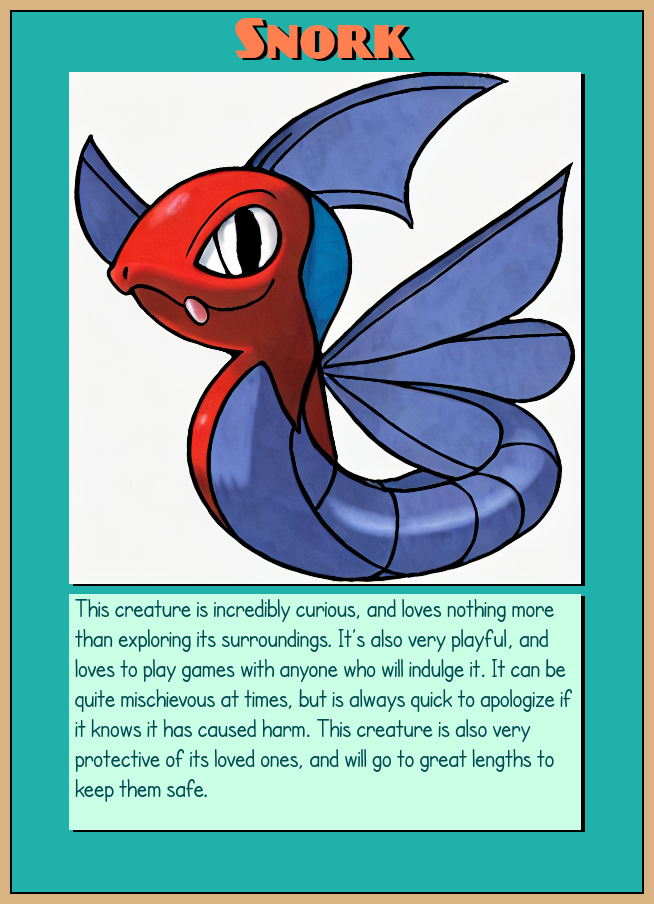 Snork
This creature is incredibly curious, and loves nothing more
than exploring its surroundings. It's also very playful, and
loves to play games with anyone who will indulge it. It can be
quite mischievous at times, but is always quick to apologize if
it knows it has caused harm. This creature is also very
protective of its loved ones, and will go to great lengths to
keep them safe.